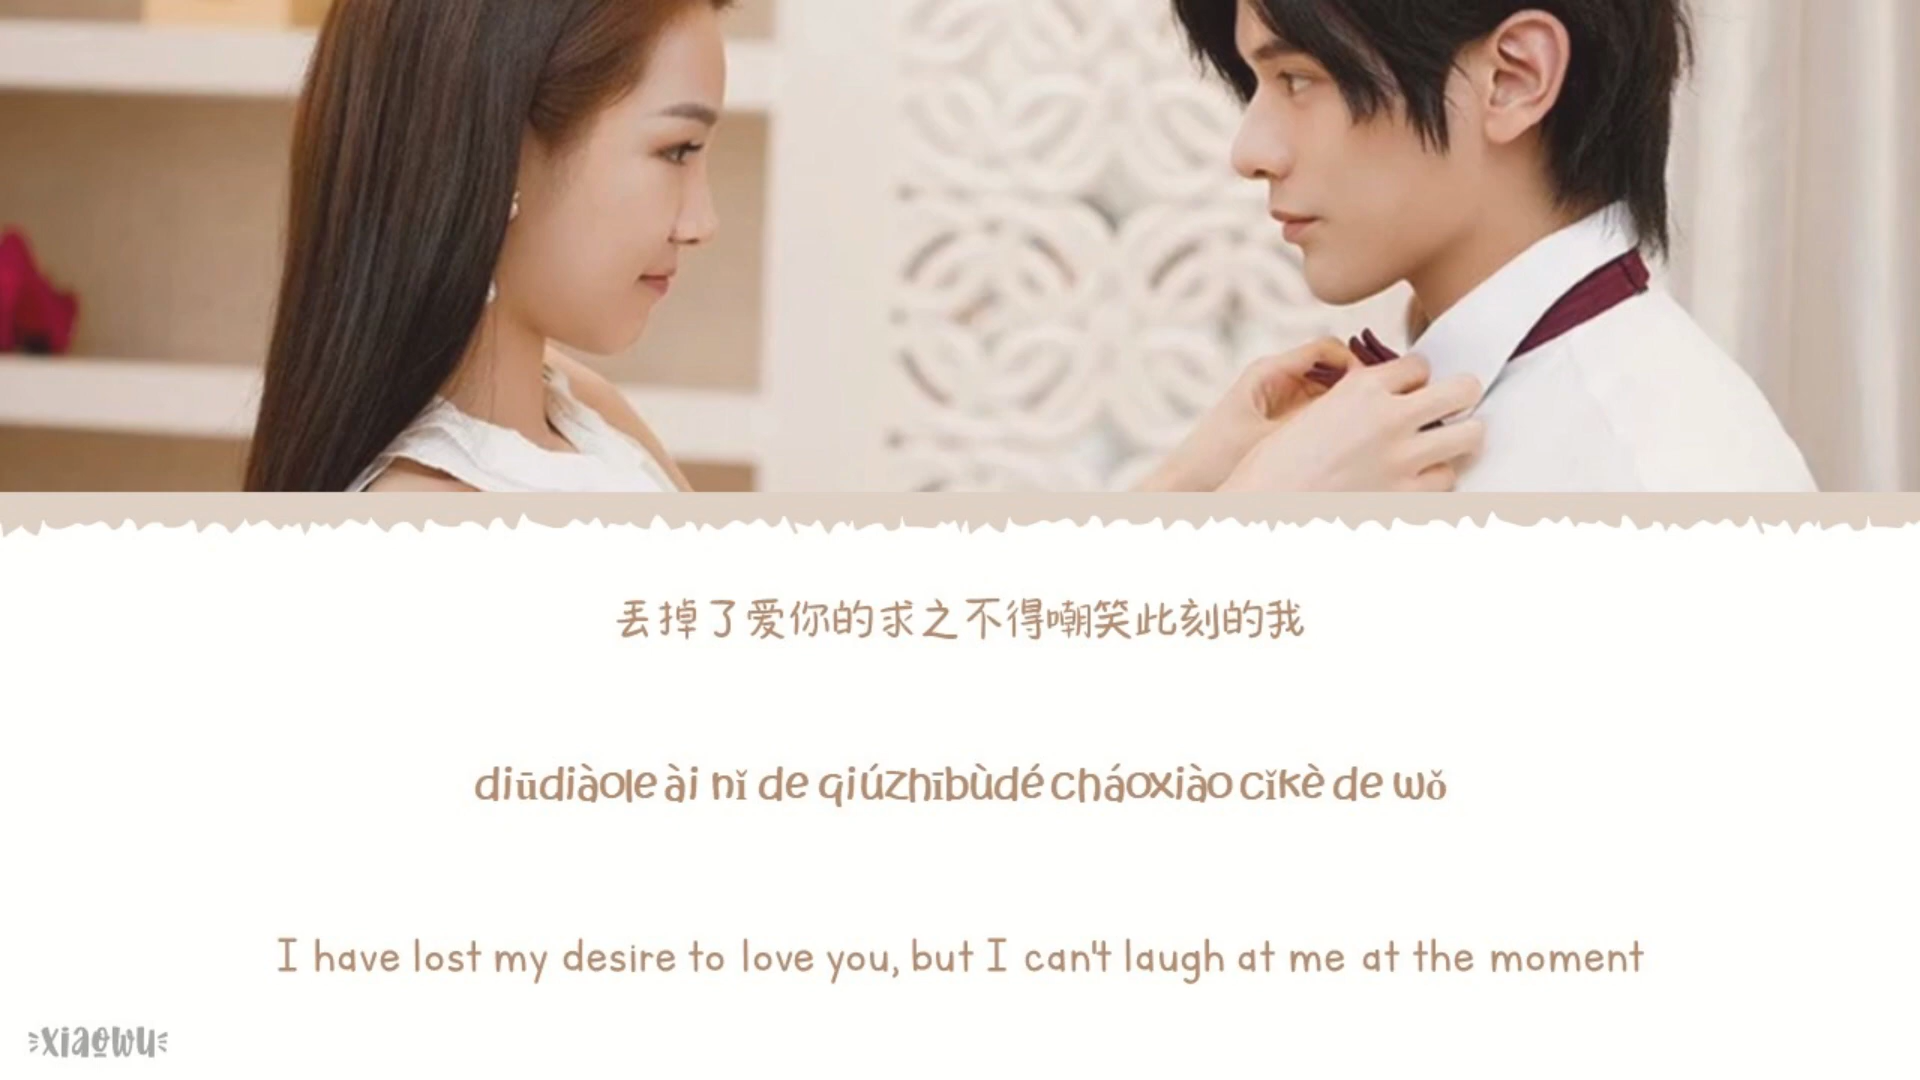 丢掉了爱你的求之不得嘲笑此刻的我
diūdiàole ài nǐ de qiúzhībùdé cháoxiào cǐkè de wǒ
I have lost my desire to love you, but I can't laugh at me at the moment
xiaowu